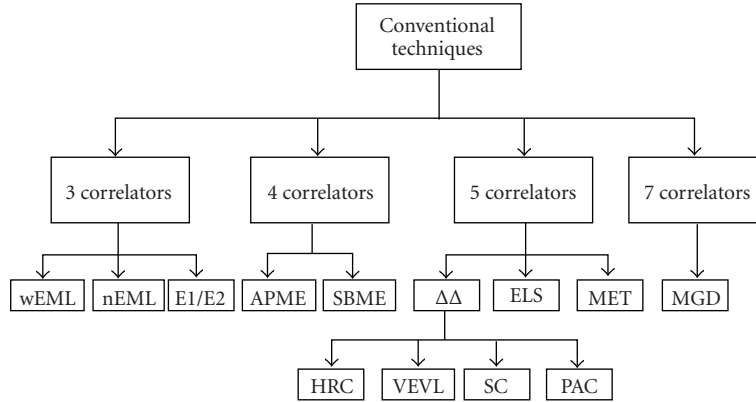 Conventional
techniques
3 correlators
4 correlators
5 correlators
7 correlators
wEML
nEML
E1/E2
APME
SBME
ΔΔ
ELS
MET
MGD
HRC
VEVL
SC
PAC